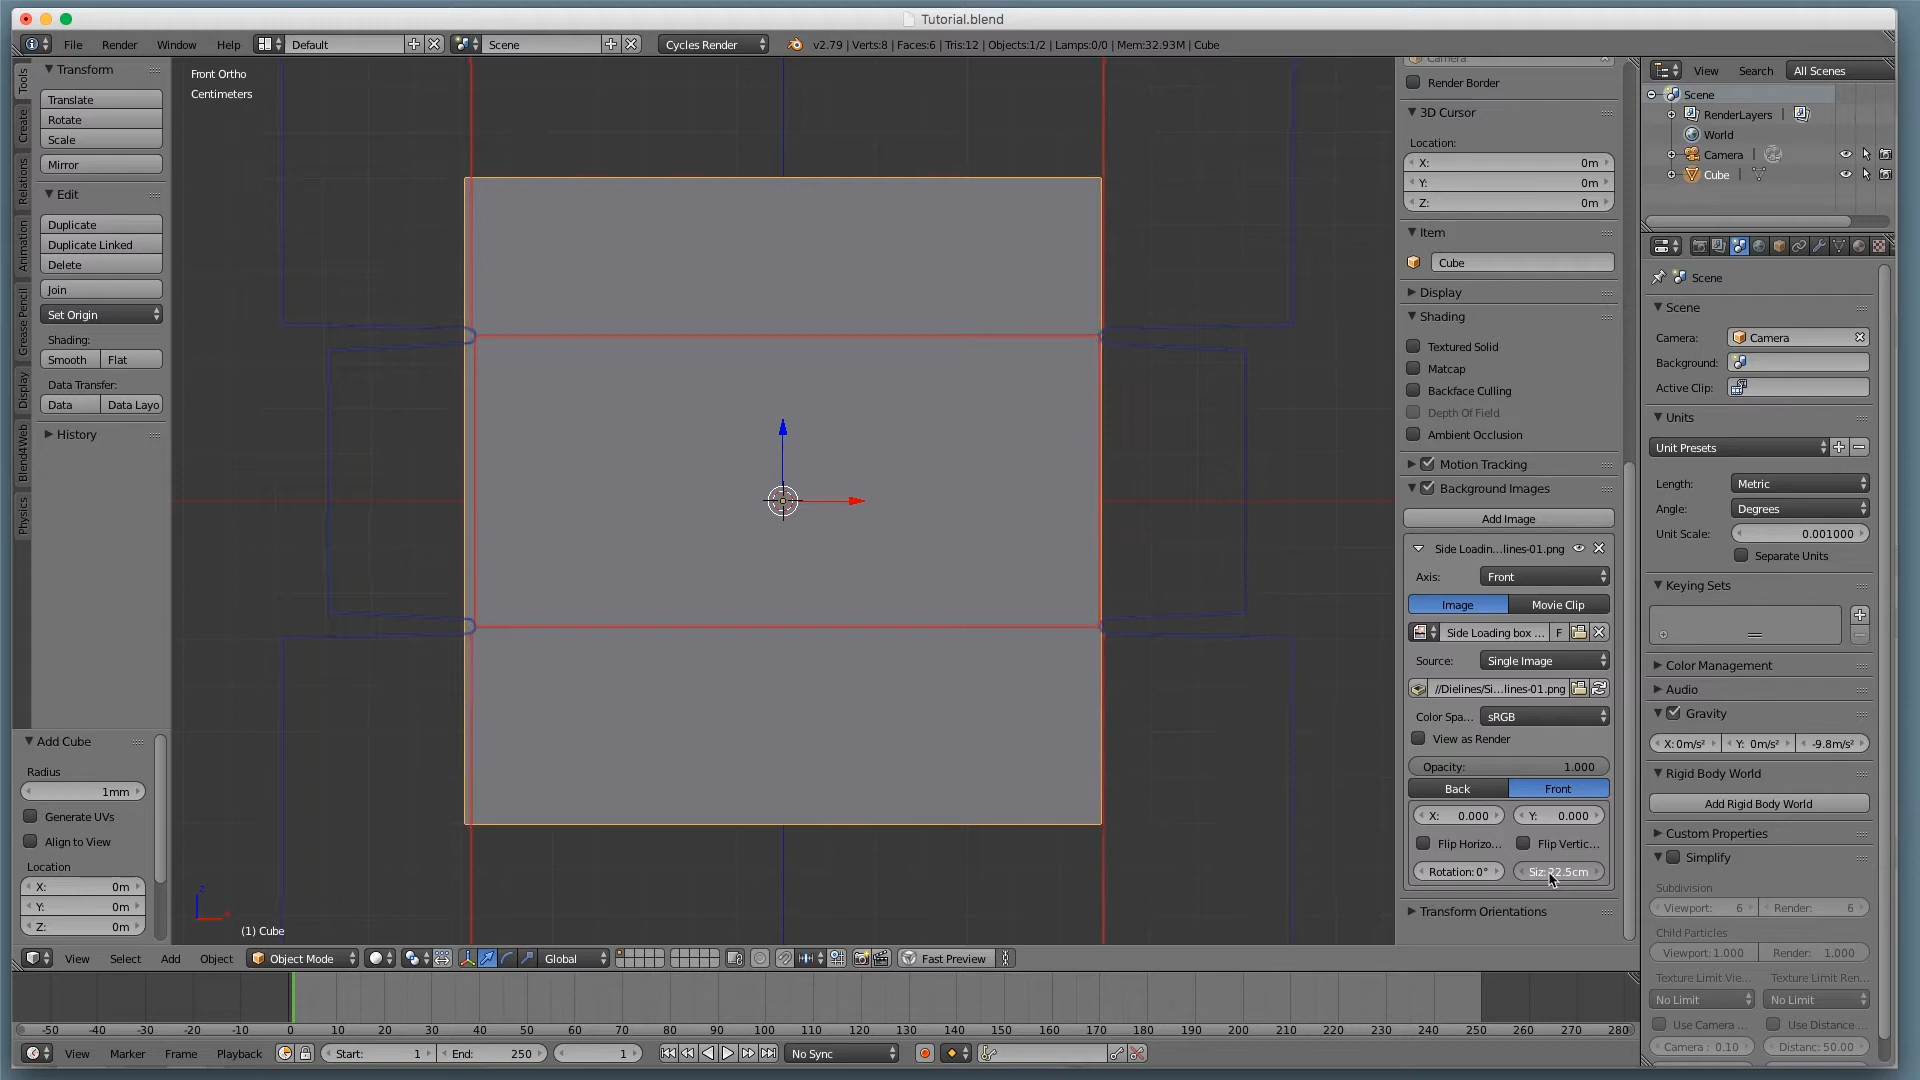 Tutorial.blend
File Render Window Help Default Scene Cycles Render v2.79 | Verts:8 | Faces:6 | Tris:12 | Objects:1/2 | Lamps:0/0 | Mem:32.93M | Cube
Tools
Create
Relations
Animation
Grease Pencil
Display
Blend4Web
Physics
Transform
Translate
Rotate
Scale
Mirror
Edit
Duplicate
Duplicate Linked
Delete
Join
Set Origin
Shading:
Smooth Flat
Data Transfer:
Data Data Layo
History
Add Cube
Radius
1mm
Generate UVs
Align to View
Location
X: 0m
Y: 0m
Z: 0m
Front Ortho
Centimeters
z
(1) Cube
Camera
Render Border
3D Cursor
Location:
X: 0m
Y: 0m
Z: 0m
Item
Cube
Display
Shading
Textured Solid
Matcap
Backface Culling
Depth Of Field
Ambient Occlusion
Motion Tracking
Background Images
Add Image
Side Loadin...lines-01.png
Axis: Front
Image Movie Clip
Side Loading box ... F
Source: Single Image
//Dielines/Si...lines-01.png
Color Spa... sRGB
View as Render
Opacity: 1.000
Back Front
X: 0.000 Y: 0.000
Flip Horizo... Flip Vertic...
Rotation: 0° Siz: 22.5cm
Transform Orientations
View Search All Scenes
Scene
RenderLayers |
World
Camera |
Cube |
Scene
Scene
Camera: Camera
Background:
Active Clip:
Units
Unit Presets
Length: Metric
Angle: Degrees
Unit Scale: 0.001000
Separate Units
Keying Sets
Color Management
Audio
Gravity
X: 0m/s² Y: 0m/s² -9.8m/s²
Rigid Body World
Add Rigid Body World
Custom Properties
Simplify
Subdivision
Viewport: 6 Render: 6
Child Particles
Viewport: 1.000 Render: 1.000
Texture Limit Vie... Texture Limit Ren...
No Limit No Limit
Use Camera ... Use Distance ...
Camera : 0.10 Distanc: 50.00
View Select Add Object Object Mode Global Fast Preview
-50 -40 -30 -20 -10 0 10 20 30 40 50 60 70 80 90 100 110 120 130 140 150 160 170 180 190 200 210 220 230 240 250 260 270 280
View Marker Frame Playback Start: 1 End: 250 1 No Sync